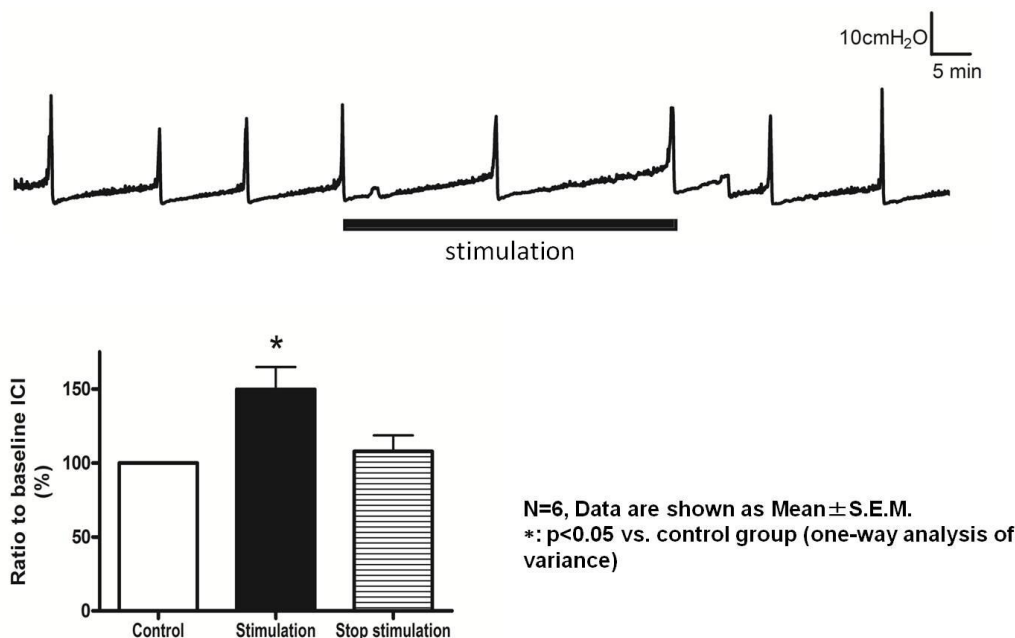 10cmH₂O
5 min
stimulation
*
Ratio to baseline ICI
(%)
150
100
50
0
Control Stimulation Stop stimulation
N=6, Data are shown as Mean±S.E.M.
*: p<0.05 vs. control group (one-way analysis of
variance)